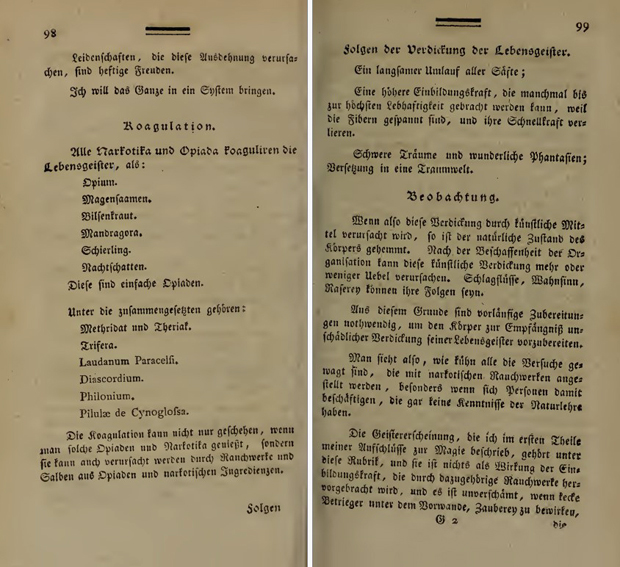 98
Leidenschaften, die diese Ausdehnung verursa-
chen, sind heftige Freuden.
Ich will das Ganze in ein System bringen.
Koagulation.
Alle Narkotika und Opiaba koaguliren die
Lebensgeister, als:
Opium.
Magensaamen.
Bilsenkraut.
Mandragora.
Schierling.
Nachtschatten.
Diese sind einfache Opiaden.
Unter die zusammengesetzten gehören:
Methridat und Theriak.
Trifera.
Laudanum Paracelsi.
Diascordium.
Philonium.
Pilulæ de Cynoglossa.
Die Koagulation kann nicht nur geschehen, wenn
man solche Opiaden und Narkotika genießt, sondern
sie kann auch verursacht werden durch Rauchwerke und
Salben aus Opiaden und narkotischen Ingredienzen.
Folgen
99
Folgen der Verdickung der Lebensgeister.
Ein langsamer Umlauf aller Säfte;
Eine höhere Einbildungskraft, die manchmal bis
zur höchsten Lebhaftigkeit gebracht werden kann, weil
die Fibern gespannt sind, und ihre Schnellkraft ver-
lieren.
Schwere Träume und wunderliche Phantasien;
Versetzung in eine Traumwelt.
Beobachtung.
Wenn also diese Verdickung durch künstliche Mit-
tel verursacht wird, so ist der natürliche Zustand des
Körpers gehemmt. Nach der Beschaffenheit der Or-
ganisation kann diese künstliche Verdickung mehr oder
weniger Uebel verursachen. Schlagflüsse, Wahnsinn,
Raserey können ihre Folgen seyn.
Aus diesem Grunde sind vorläufige Zubereitun-
gen nothwendig, um den Körper zur Empfängniß un-
schädlicher Verdickung seiner Lebensgeister vorzubereiten.
Man sieht also, wie kühn alle die Versuche ge-
wagt sind, die mit narkotischen Rauchwerken ange-
stellt werden, besonders wenn sich Personen damit
beschäftigen, die gar keine Kenntnisse der Naturlehre
haben.
Die Geistererscheinung, die ich im ersten Theile
meiner Aufschlüsse zur Magie beschrieb, gehört unter
diese Rubrik, und sie ist nichts als Wirkung der Ein-
bildungskraft, die durch dazugehörige Rauchwerke her-
vorgebracht wird, und es ist unverschämt, wenn kecke
Betrieger unter dem Vorwande, Zauberey zu bewirken,
G 2
die